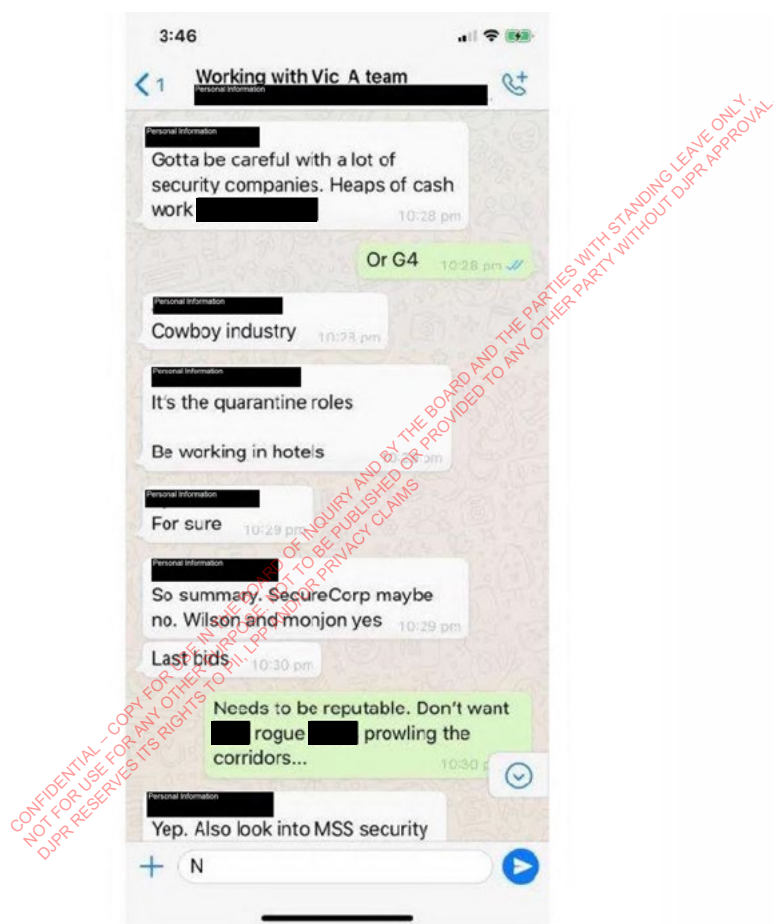 3:46
1 Working with Vic A team
Personal Information
Personal Information
Gotta be careful with a lot of
security companies. Heaps of cash
work
10:28 pm
Or G4 10:28 pm
Personal Information
Cowboy industry 10:28 pm
Personal Information
It's the quarantine roles
Be working in hotels
pm
Personal Information
For sure 10:29 pm
Personal Information
So summary. SecureCorp maybe
no. Wilson and monjon yes 10:29 pm
Last bids 10:30 pm
Needs to be reputable. Don't want
rogue prowling the
corridors... 10:30 p
Personal Information
Yep. Also look into MSS security
N
CONFIDENTIAL – COPY FOR USE IN THE BOARD OF INQUIRY AND BY THE BOARD AND THE PARTIES WITH STANDING LEAVE ONLY.
NOT FOR USE FOR ANY OTHER PURPOSE, NOT TO BE PUBLISHED OR PROVIDED TO ANY OTHER PARTY WITHOUT DJPR APPROVAL
DJPR RESERVES ITS RIGHTS TO PII, LPP AND/OR PRIVACY CLAIMS